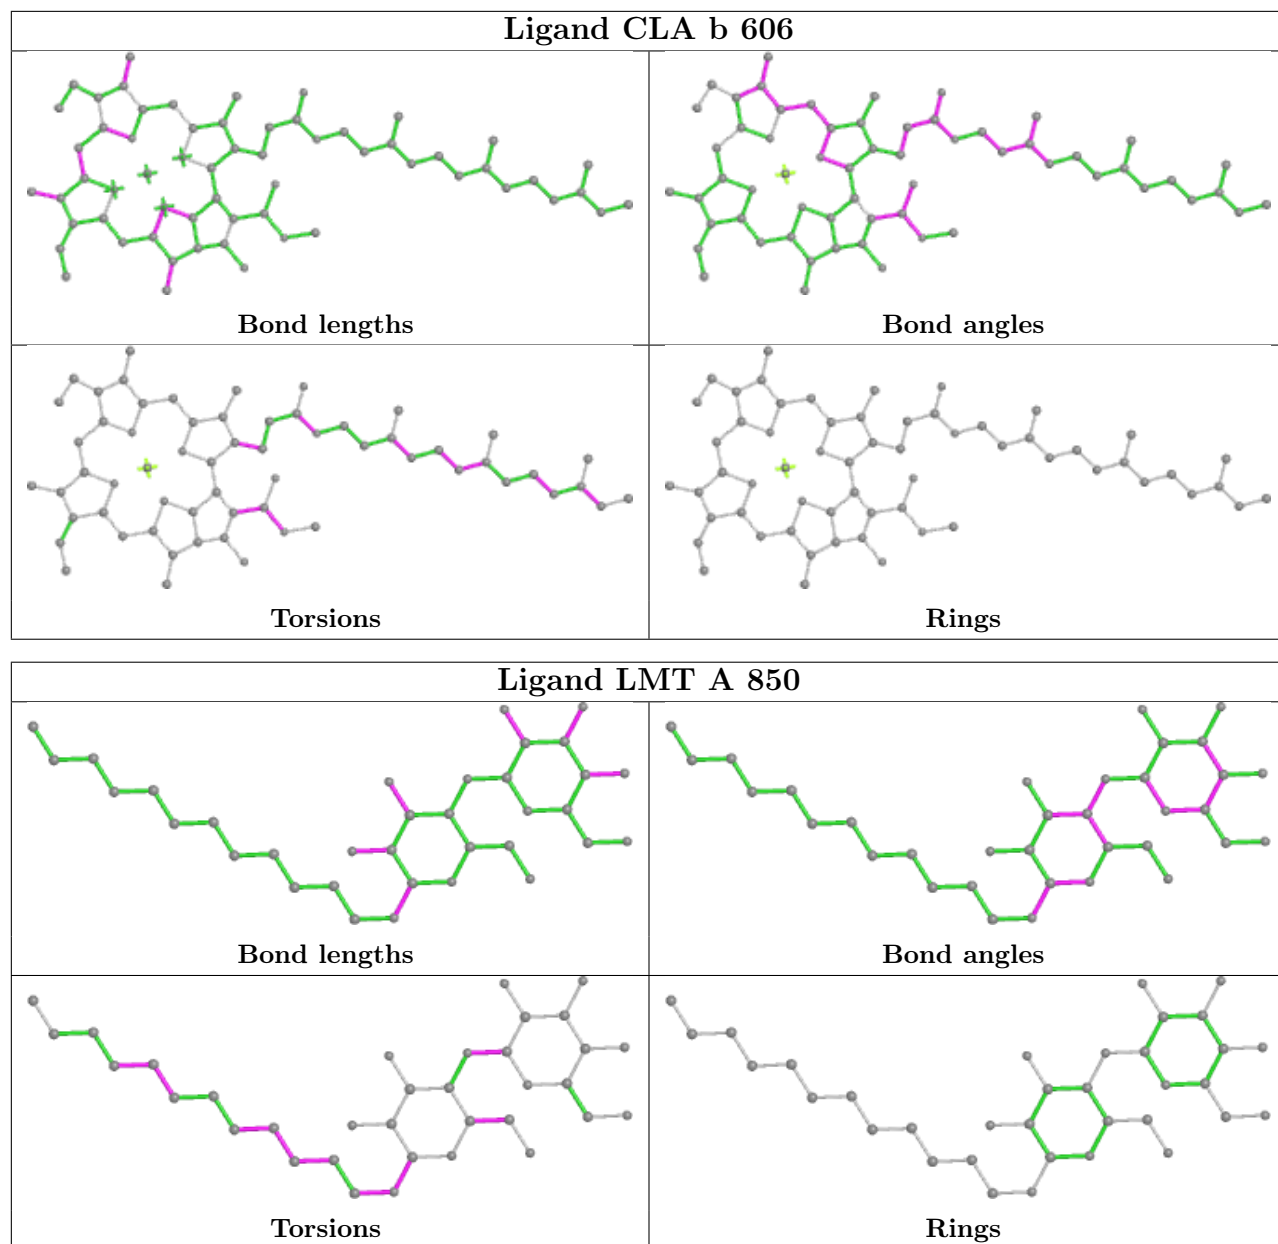 Ligand CLA b 606
Bond lengths
Bond angles
Torsions
Rings
Ligand LMT A 850
Bond lengths
Bond angles
Torsions
Rings